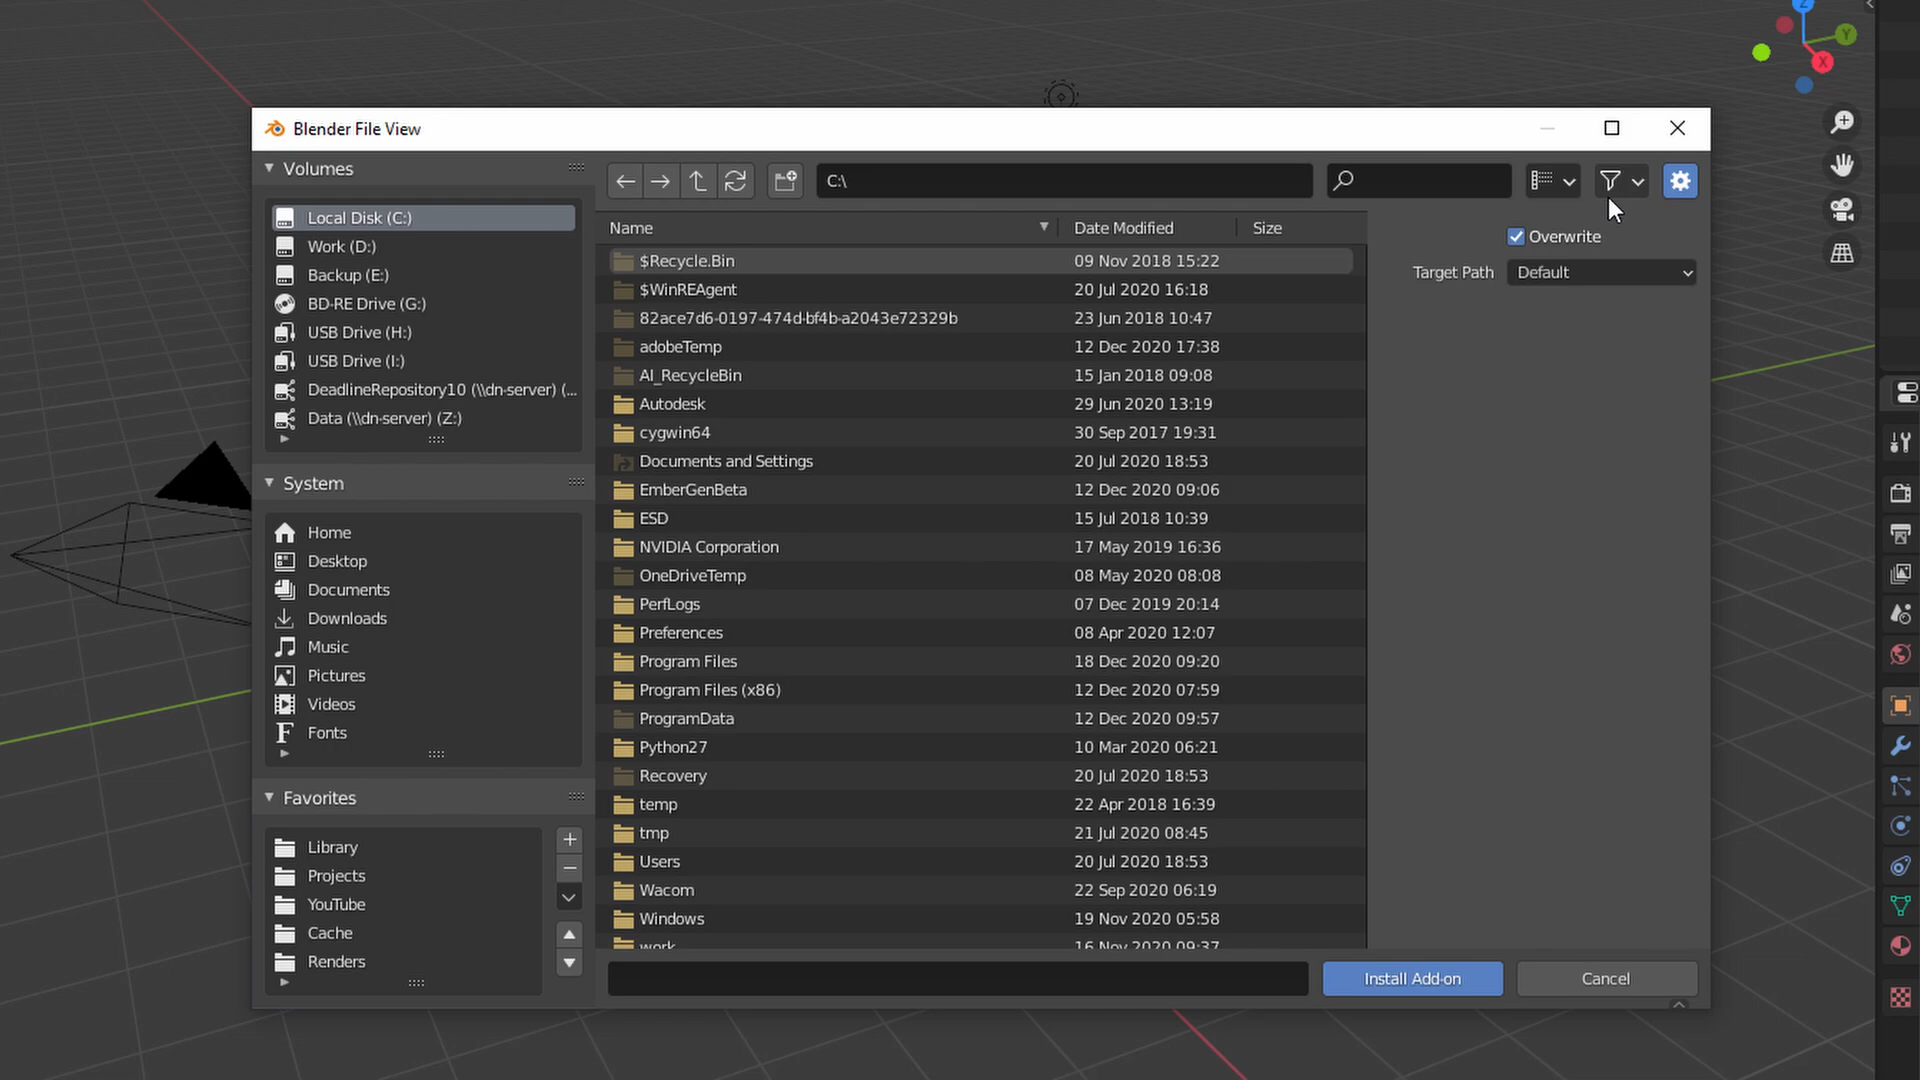 Z
Y
X
Blender File View
Volumes
Local Disk (C:)
Work (D:)
Backup (E:)
BD-RE Drive (G:)
USB Drive (H:)
USB Drive (I:)
DeadlineRepository10 (\\dn-server) (...
Data (\\dn-server) (Z:)
System
Home
Desktop
Documents
Downloads
Music
Pictures
Videos
Fonts
Favorites
Library
Projects
YouTube
Cache
Renders
C:\
Name Date Modified Size
$Recycle.Bin 09 Nov 2018 15:22
$WinREAgent 20 Jul 2020 16:18
82ace7d6-0197-474d-bf4b-a2043e72329b 23 Jun 2018 10:47
adobeTemp 12 Dec 2020 17:38
AI_RecycleBin 15 Jan 2018 09:08
Autodesk 29 Jun 2020 13:19
cygwin64 30 Sep 2017 19:31
Documents and Settings 20 Jul 2020 18:53
EmberGenBeta 12 Dec 2020 09:06
ESD 15 Jul 2018 10:39
NVIDIA Corporation 17 May 2019 16:36
OneDriveTemp 08 May 2020 08:08
PerfLogs 07 Dec 2019 20:14
Preferences 08 Apr 2020 12:07
Program Files 18 Dec 2020 09:20
Program Files (x86) 12 Dec 2020 07:59
ProgramData 12 Dec 2020 09:57
Python27 10 Mar 2020 06:21
Recovery 20 Jul 2020 18:53
temp 22 Apr 2018 16:39
tmp 21 Jul 2020 08:45
Users 20 Jul 2020 18:53
Wacom 22 Sep 2020 06:19
Windows 19 Nov 2020 05:58
work 16 Nov 2020 09:37
Overwrite
Target Path Default
Install Add-on Cancel